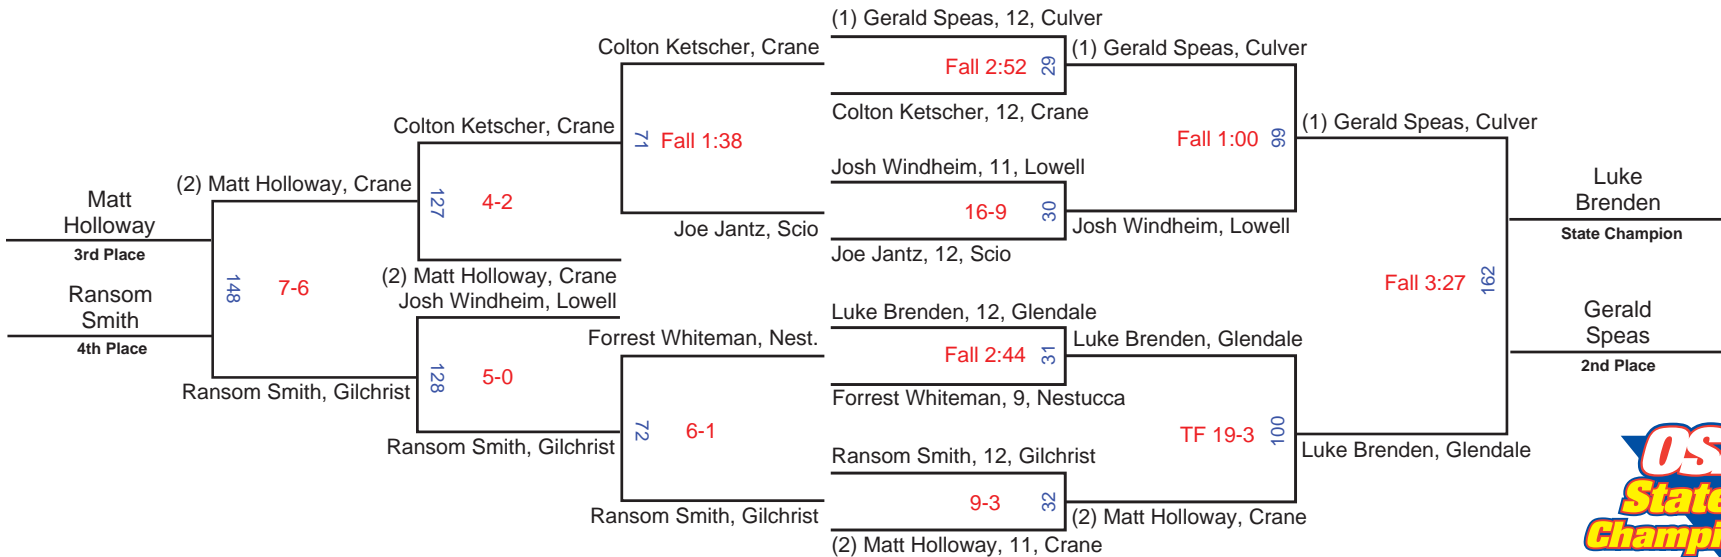 (1) Gerald Speas, 12, Culver
Colton Ketscher, Crane
(1) Gerald Speas, Culver
Fall 2:52
29
Colton Ketscher, 12, Crane
Colton Ketscher, Crane
71
Fall 1:38
Fall 1:00
99
(1) Gerald Speas, Culver
Josh Windheim, 11, Lowell
(2) Matt Holloway, Crane
127
4-2
16-9
30
Matt
Holloway
3rd Place
Joe Jantz, Scio
Josh Windheim, Lowell
Joe Jantz, 12, Scio
Luke
Brenden
State Champion
(2) Matt Holloway, Crane
Josh Windheim, Lowell
148
7-6
Fall 3:27
162
Ransom
Smith
4th Place
Luke Brenden, 12, Glendale
Forrest Whiteman, Nest.
Luke Brenden, Glendale
Fall 2:44
31
Gerald
Speas
2nd Place
128
5-0
Ransom Smith, Gilchrist
Forrest Whiteman, 9, Nestucca
Ransom Smith, Gilchrist
72
6-1
TF 19-3
100
Luke Brenden, Glendale
Ransom Smith, 12, Gilchrist
9-3
32
Ransom Smith, Gilchrist
(2) Matt Holloway, Crane
(2) Matt Holloway, 11, Crane
OS
State
Champi